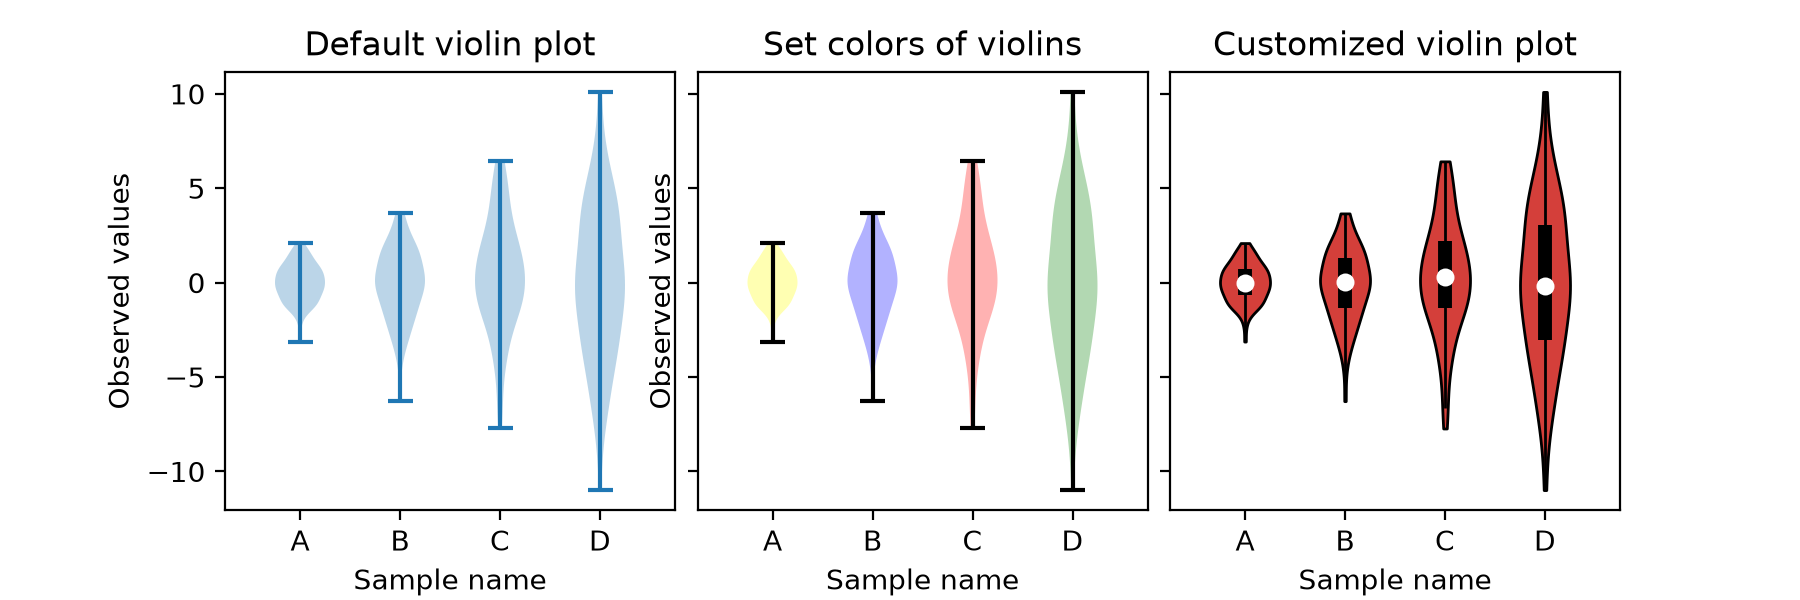 Default violin plot
Set colors of violins
Customized violin plot
10
5
0
−5
−10
Observed values
Observed values
A B C D
A B C D
A B C D
Sample name
Sample name
Sample name